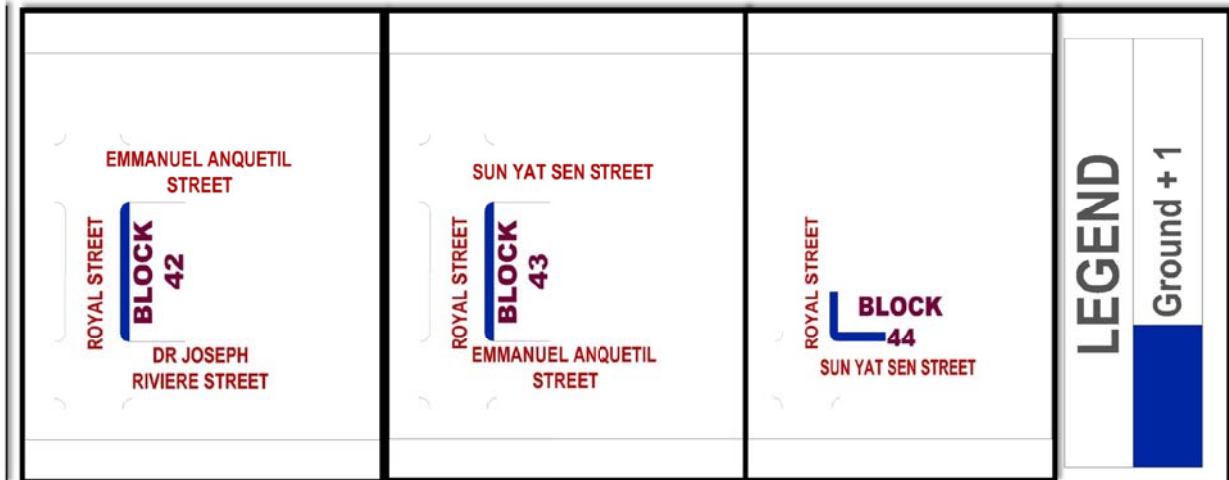 EMMANUEL ANQUETIL
STREET
ROYAL STREET
BLOCK
42
DR JOSEPH
RIVIERE STREET
SUN YAT SEN STREET
ROYAL STREET
BLOCK
43
EMMANUEL ANQUETIL
STREET
ROYAL STREET
BLOCK
44
SUN YAT SEN STREET
LEGEND
Ground + 1